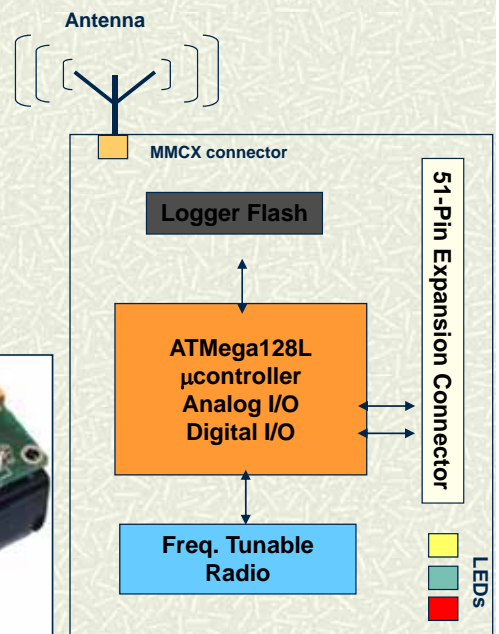 Antenna
MMCX connector
Logger Flash
51-Pin Expansion Connector
ATMega128L
μcontroller
Analog I/O
Digital I/O
Freq. Tunable
Radio
LEDs